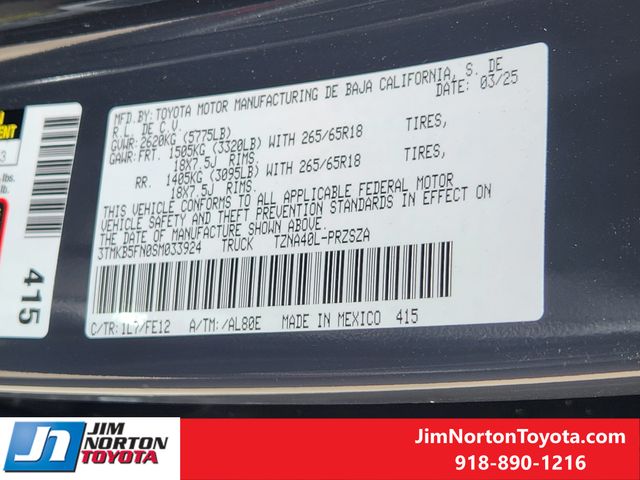 MFD.BY: TOYOTA MOTOR MANUFACTURING DE BAJA CALIFORNIA, S. DE
R.L. DE C.V. DATE: 03/25
GVWR: 2620KG (5775LB)
GAWR: FRT. 1505KG (3320LB) WITH 265/65R18 TIRES,
18X7.5J RIMS.
RR. 1405KG (3095LB) WITH 265/65R18 TIRES,
18X7.5J RIMS.
THIS VEHICLE CONFORMS TO ALL APPLICABLE FEDERAL MOTOR
VEHICLE SAFETY AND THEFT PREVENTION STANDARDS IN EFFECT ON
THE DATE OF MANUFACTURE SHOWN ABOVE.
3TMKB5FN0SM033924 TRUCK TZNA40L-PRZSZA
C/TR: 1L7/FE12 A/TM: /AL80E MADE IN MEXICO 415
lbs.
lb.
415
JIM
NORTON
TOYOTA
JimNortonToyota.com
918-890-1216